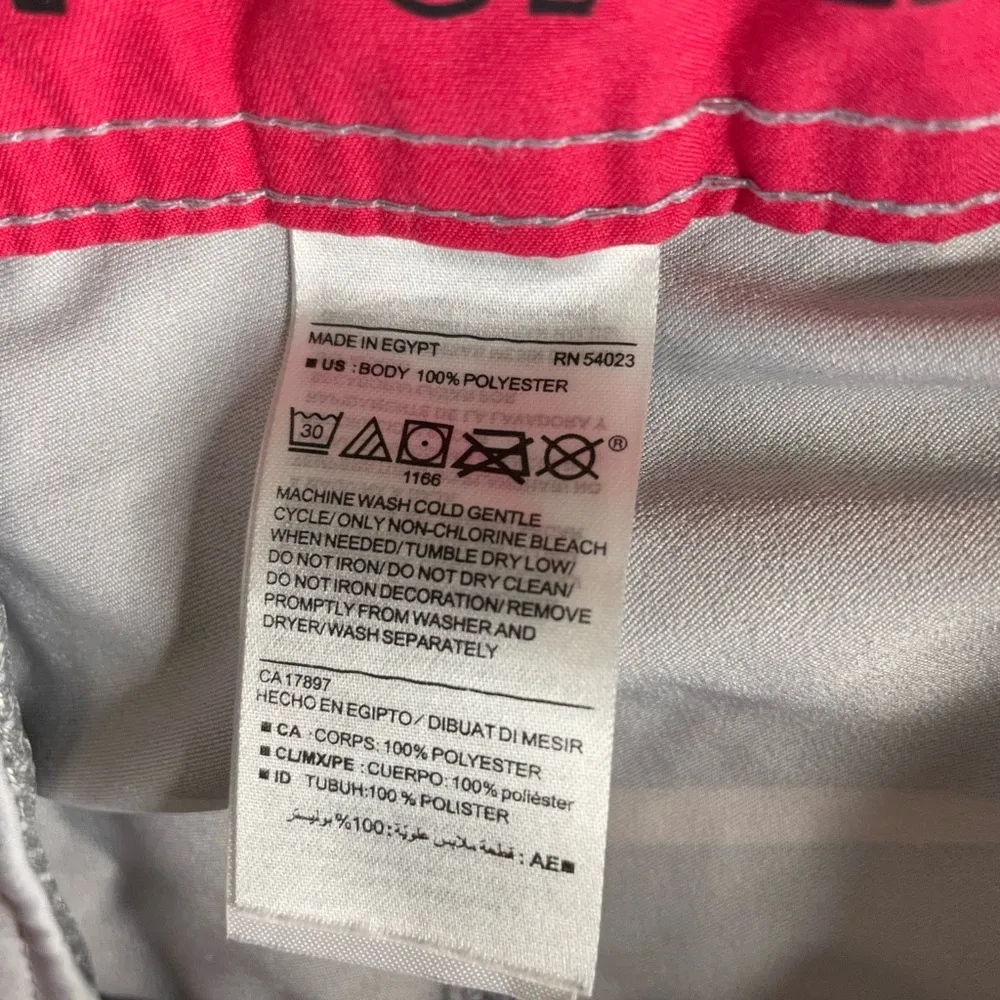 MADE IN EGYPT RN 54023
■ US : BODY 100% POLYESTER
30 ®
1166
MACHINE WASH COLD GENTLE
CYCLE/ ONLY NON-CHLORINE BLEACH
WHEN NEEDED/ TUMBLE DRY LOW/
DO NOT IRON/ DO NOT DRY CLEAN/
DO NOT IRON DECORATION/ REMOVE
PROMPTLY FROM WASHER AND
DRYER/ WASH SEPARATELY
CA 17897
HECHO EN EGIPTO / DIBUAT DI MESIR
■ CA : CORPS: 100% POLYESTER
■ CL/MX/PE : CUERPO: 100% poliéster
■ ID TUBUH:100 % POLISTER
■AE : قطعة ملابس علويّة: 100% بوليستر